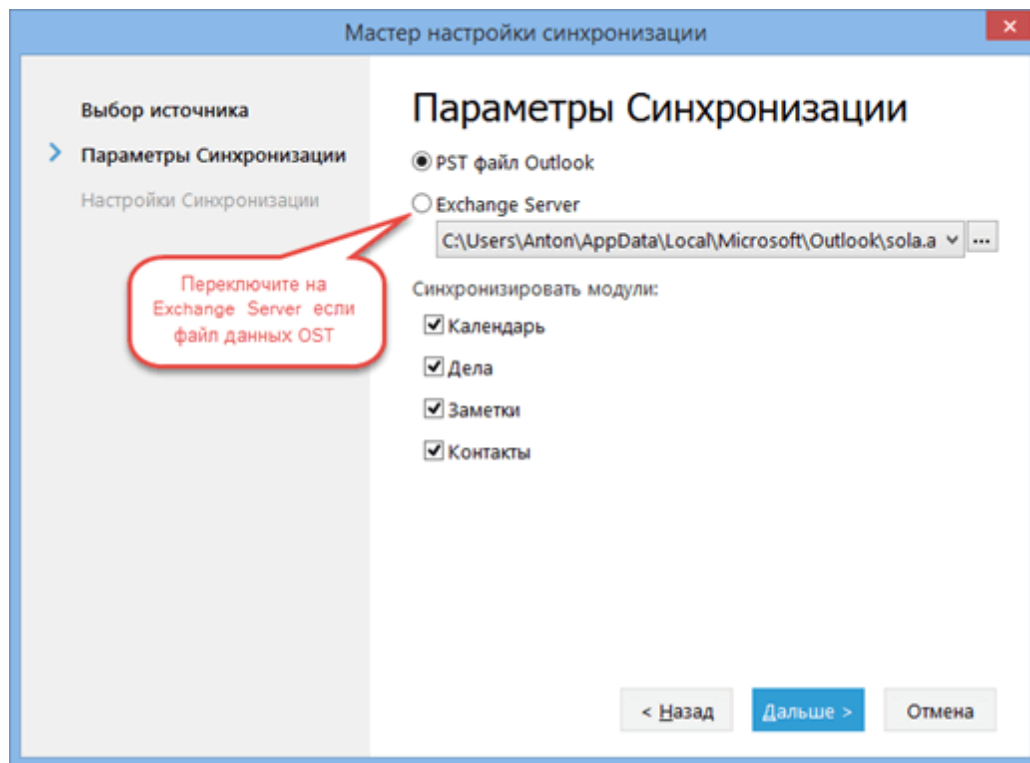 Мастер настройки синхронизации
Выбор источника
Параметры Синхронизации
Настройки Синхронизации
Переключите на
Exchange Server если
файл данных OST
Параметры Синхронизации
PST файл Outlook
Exchange Server
C:\Users\Anton\AppData\Local\Microsoft\Outlook\sola.a
...
Синхронизировать модули:
Календарь
Дела
Заметки
Контакты
< Назад
Дальше >
Отмена